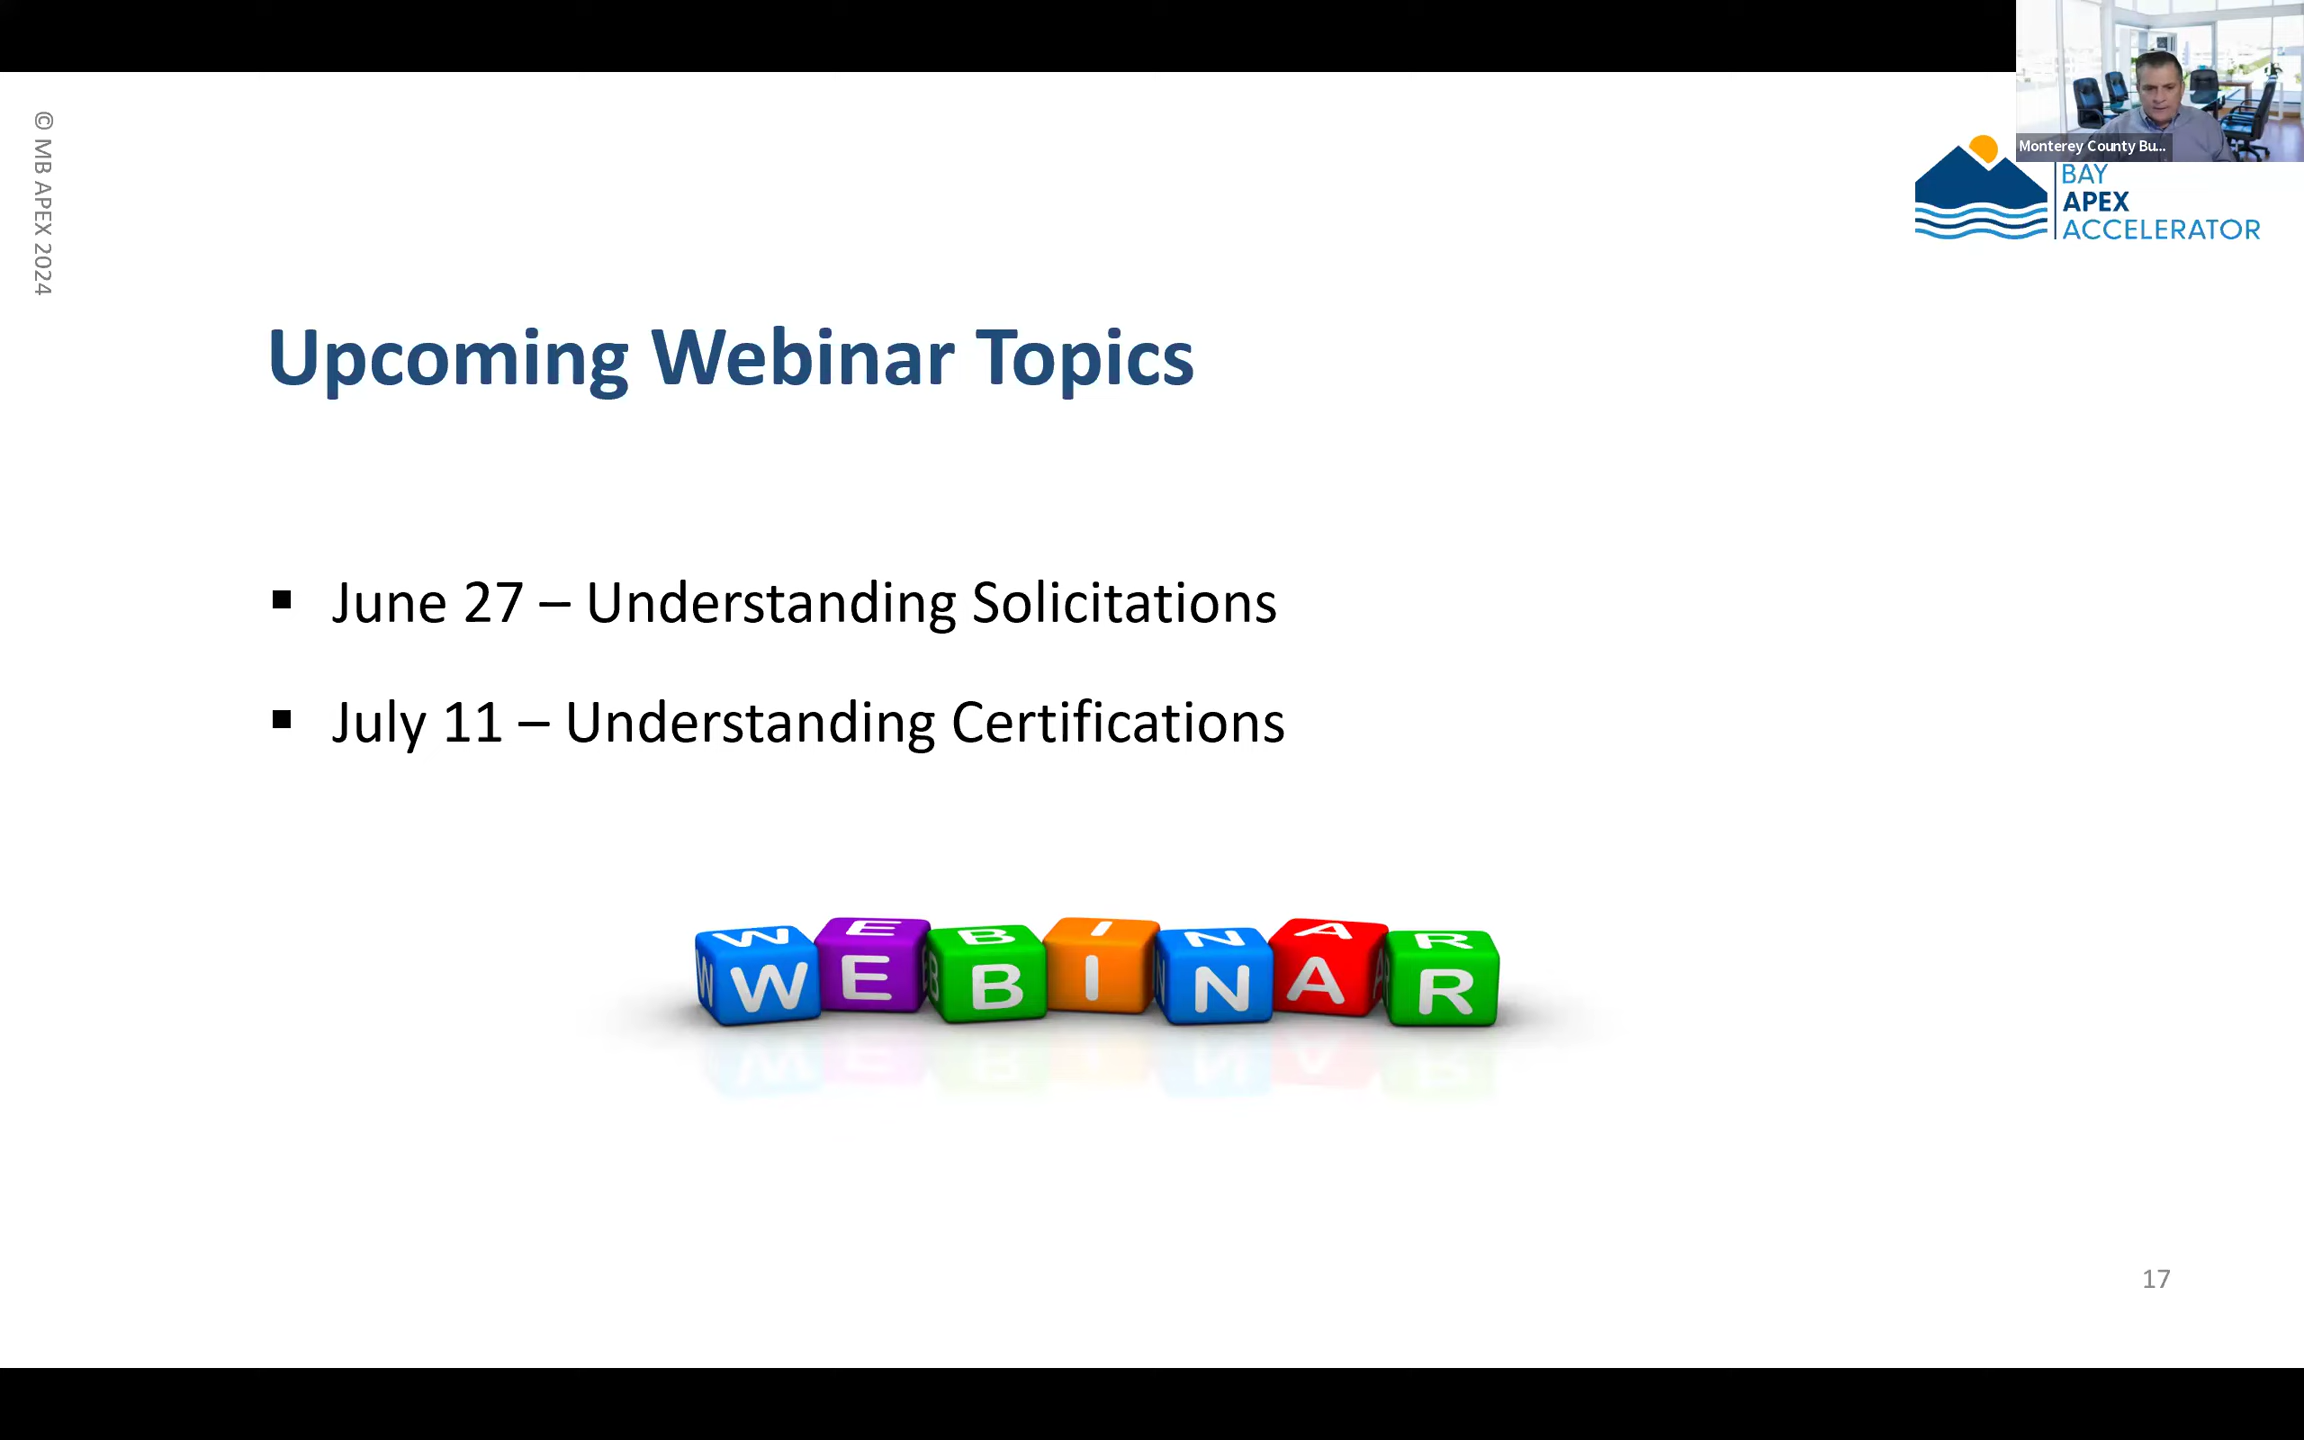 Monterey County Bu...
© MB APEX 2024
BAY
APEX
ACCELERATOR
Upcoming Webinar Topics
▪ June 27 – Understanding Solicitations
▪ July 11 – Understanding Certifications
WEBINAR
WEBINAR
17